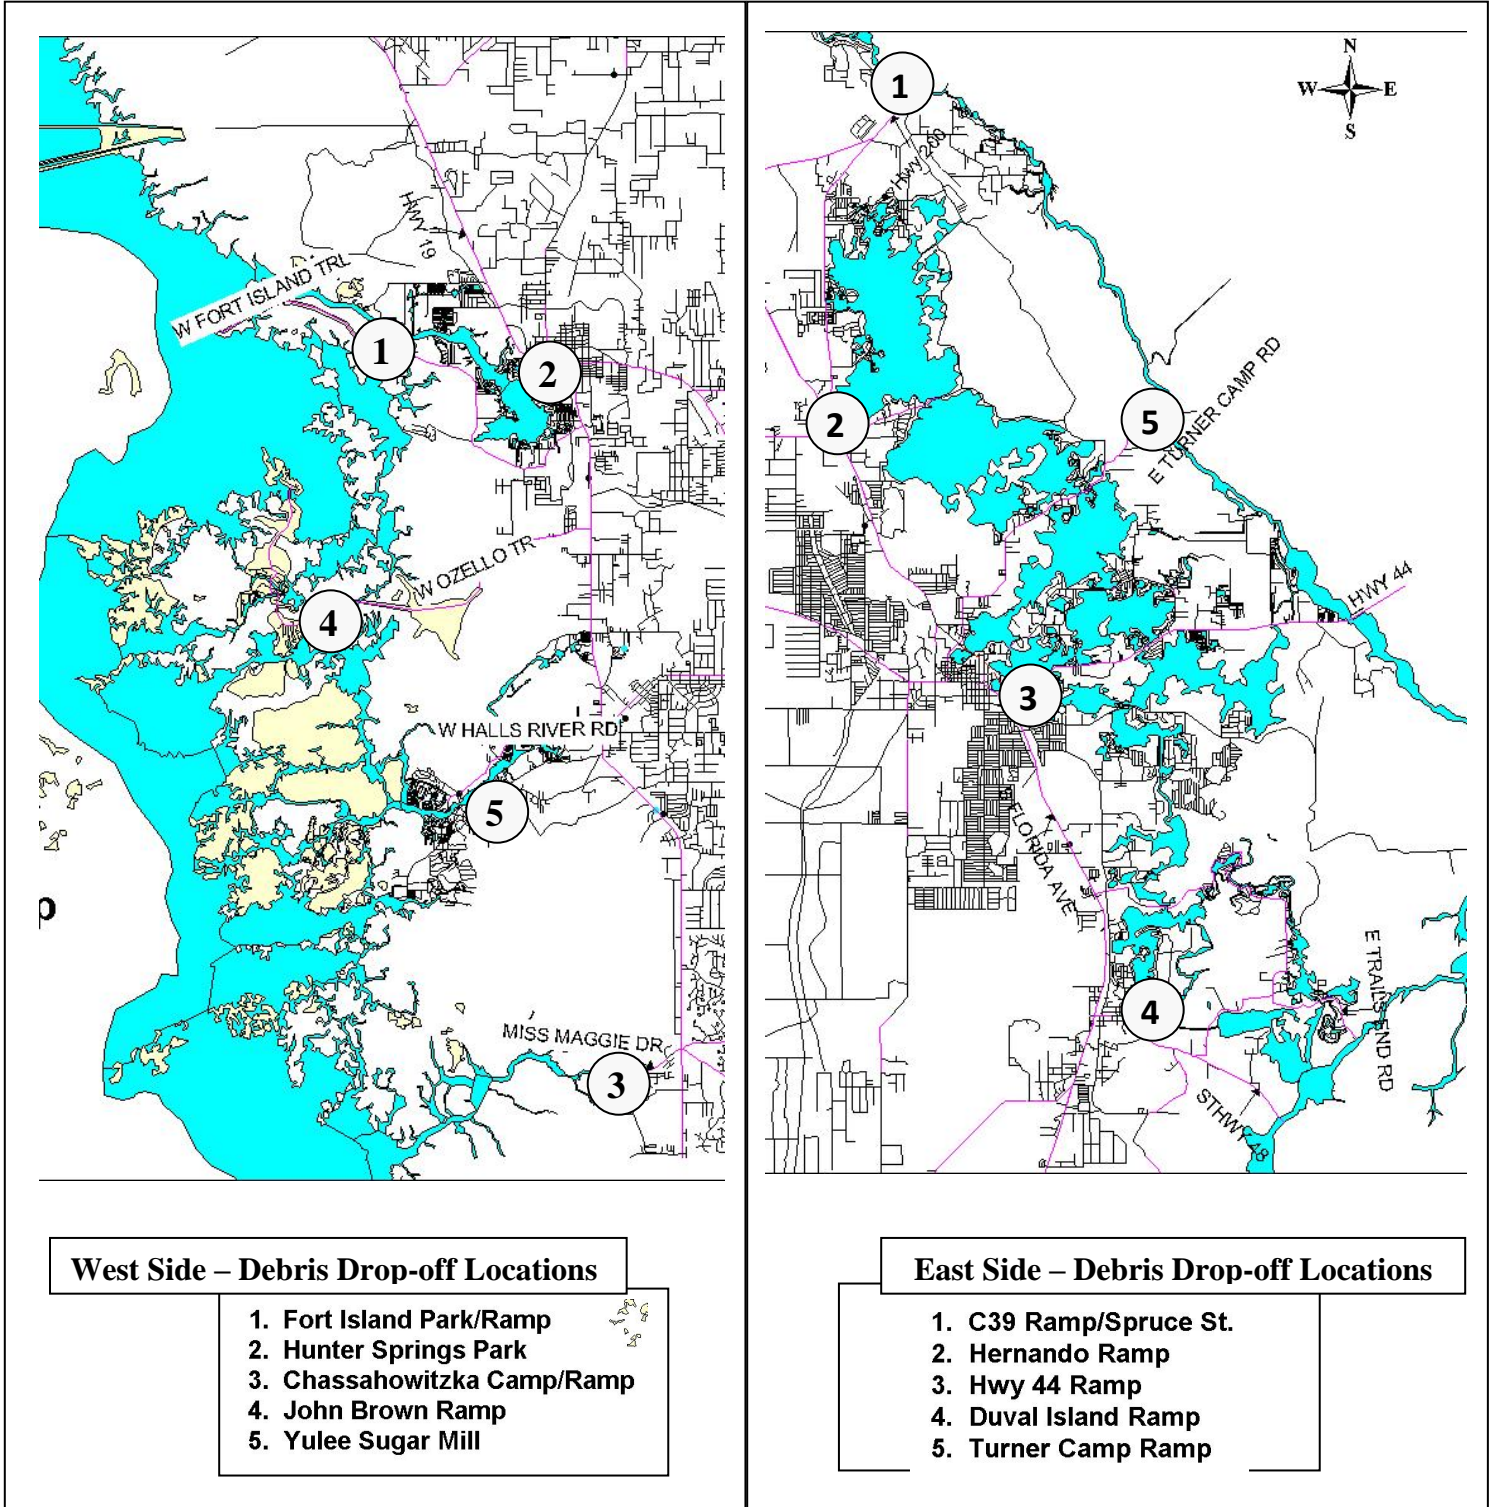 HWY 19
W FORT ISLAND TRL
1
2
W OZELLO TR
4
W HALLS RIVER RD
5
p
MISS MAGGIE DR
3
West Side – Debris Drop-off Locations
1. Fort Island Park/Ramp
2. Hunter Springs Park
3. Chassahowitzka Camp/Ramp
4. John Brown Ramp
5. Yulee Sugar Mill
N
W E
S
1
Hwy 200
E TURNER CAMP RD
2
5
HWY 44
3
S FLORIDA AVE
E TRAILS END RD
4
STHWY 48
East Side – Debris Drop-off Locations
1. C39 Ramp/Spruce St.
2. Hernando Ramp
3. Hwy 44 Ramp
4. Duval Island Ramp
5. Turner Camp Ramp